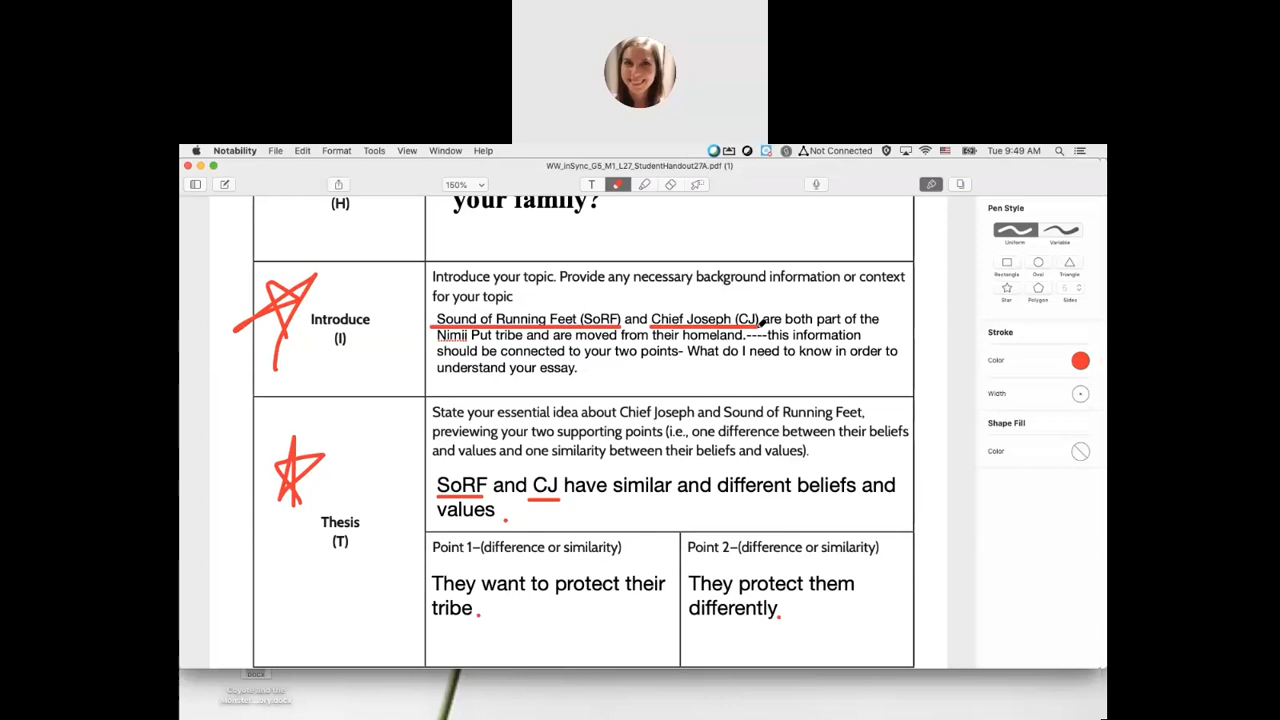 Notability File Edit Format Tools View Window Help Not Connected Tue 9:49 AM
WW_inSync_G5_M1_L27_StudentHandout27A.pdf (1)
150% T
Pen Style
Uniform Variable
Rectangle Oval Triangle
Star Polygon Sides
Stroke
Color
Width
Shape Fill
Color
(H)
your family?
Introduce
(I)
Introduce your topic. Provide any necessary background information or context
for your topic
Sound of Running Feet (SoRF) and Chief Joseph (CJ) are both part of the
Nimii Put tribe and are moved from their homeland.----this information
should be connected to your two points- What do I need to know in order to
understand your essay.
Thesis
(T)
State your essential idea about Chief Joseph and Sound of Running Feet,
previewing your two supporting points (i.e., one difference between their beliefs
and values and one similarity between their beliefs and values).
SoRF and CJ have similar and different beliefs and
values .
Point 1–(difference or similarity)
They want to protect their
tribe .
Point 2–(difference or similarity)
They protect them
differently.
DOCX
Coyote and the